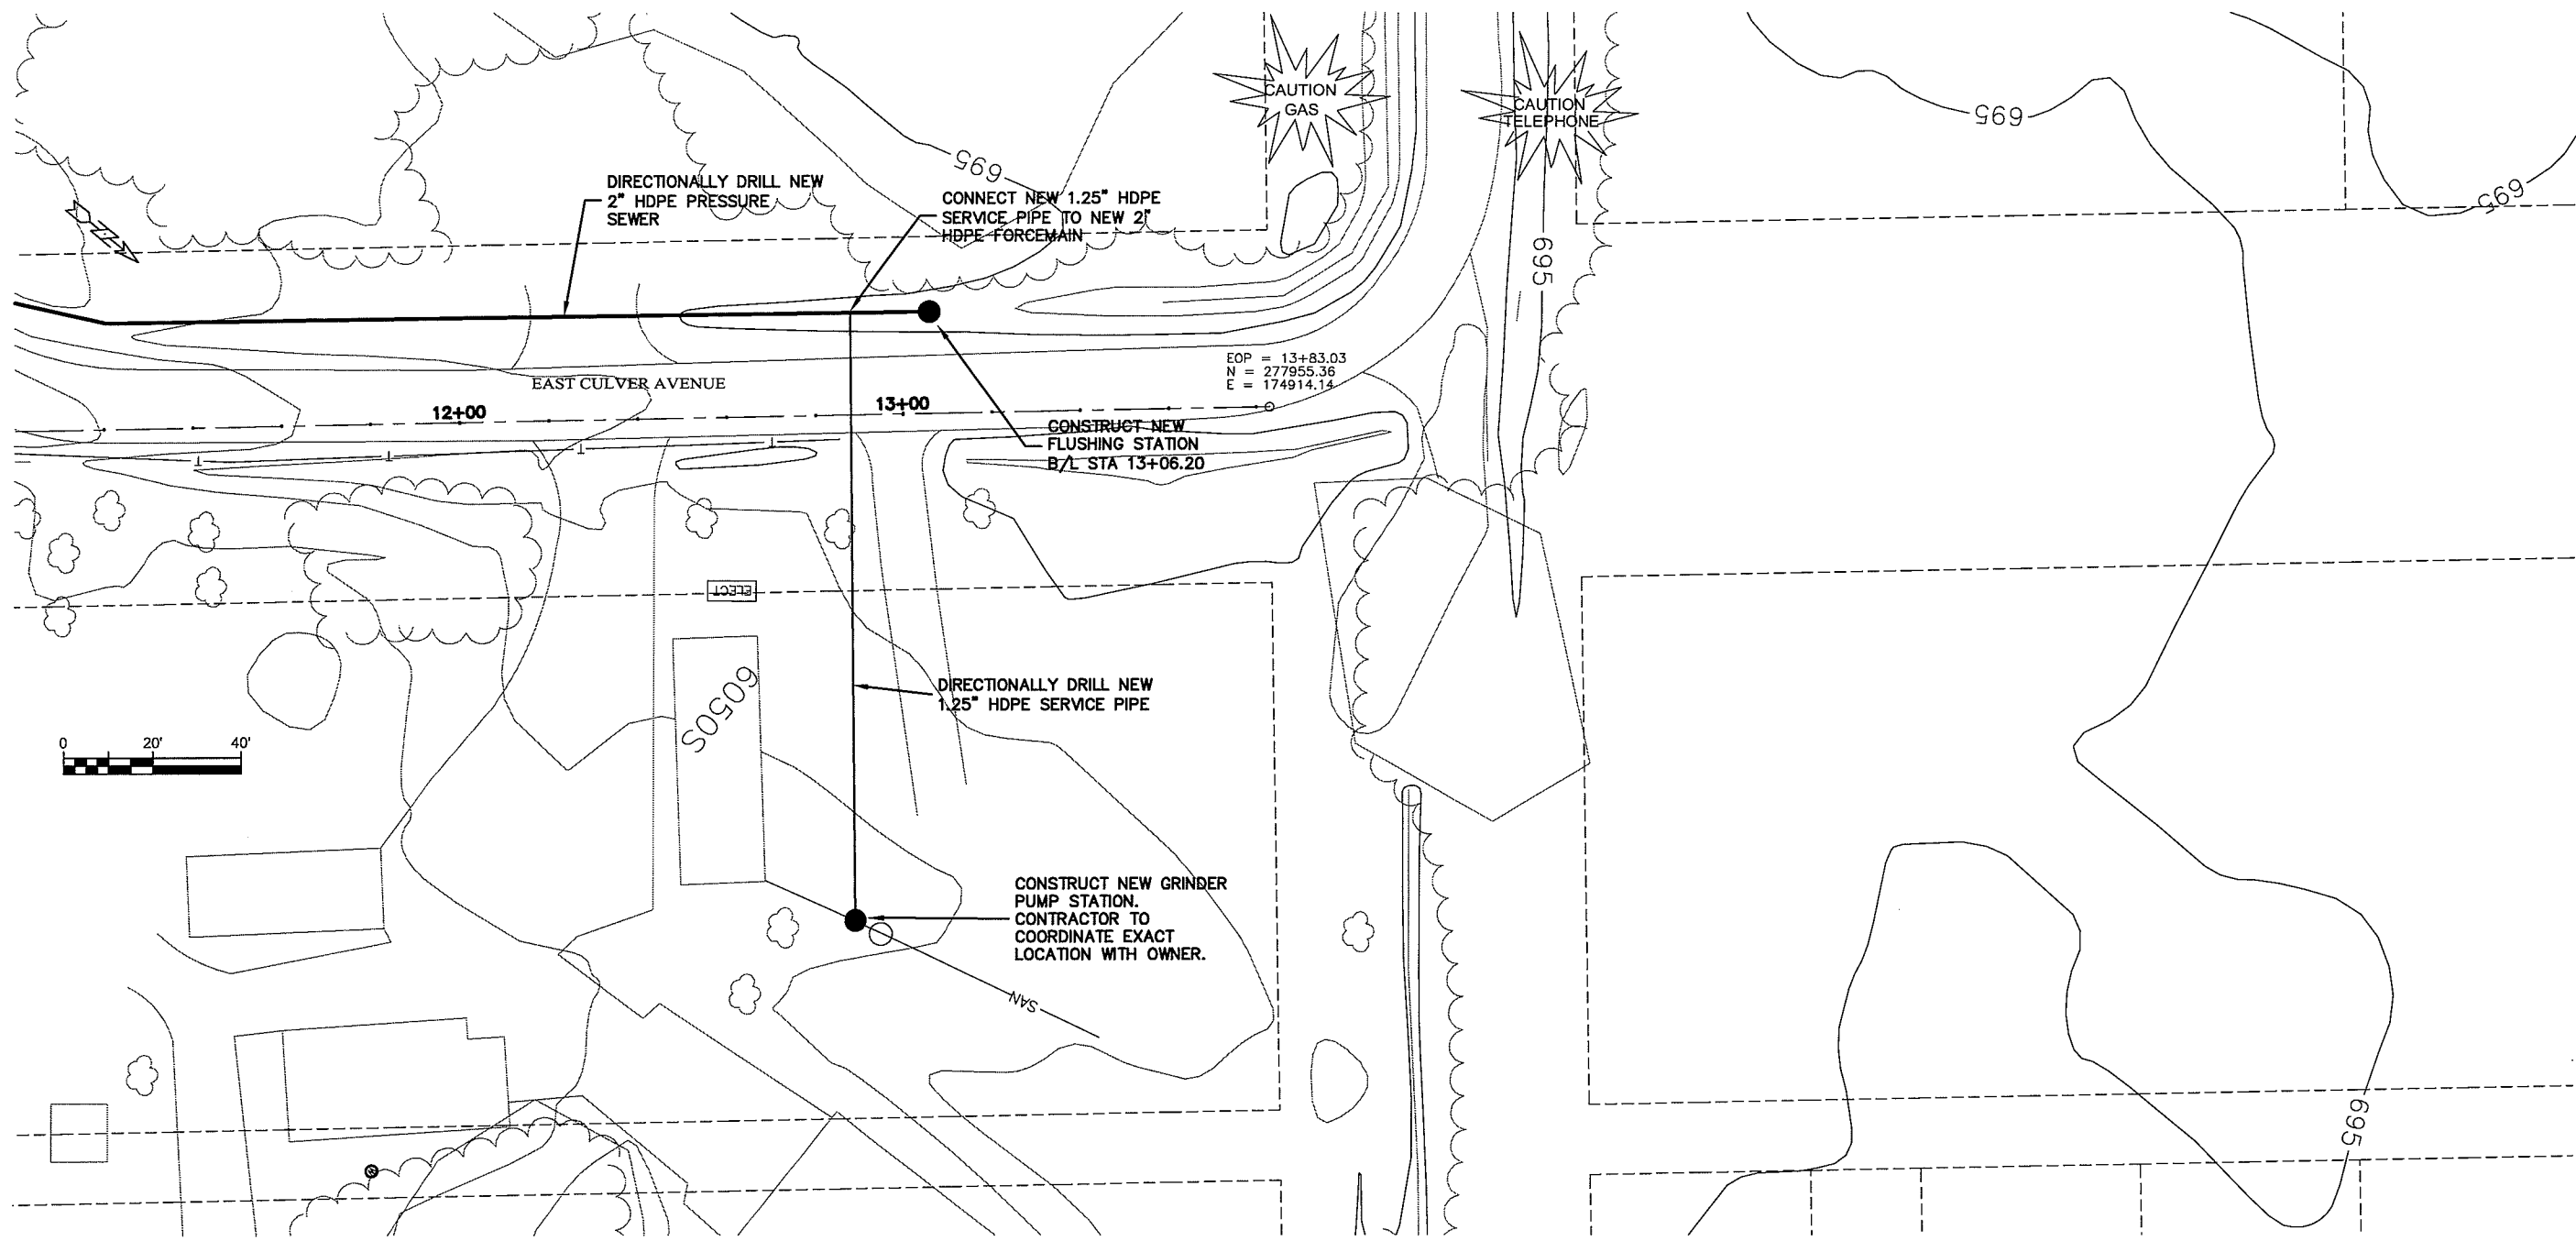 CAUTION
GAS
CAUTION
TELEPHONE
695
695
695
695
DIRECTIONALLY DRILL NEW
2" HDPE PRESSURE
SEWER
CONNECT NEW 1.25" HDPE
SERVICE PIPE TO NEW 2"
HDPE FORCEMAIN
EOP = 13+83.03
N = 277955.36
E = 174914.14
EAST CULVER AVENUE
12+00
13+00
CONSTRUCT NEW
FLUSHING STATION
B/L STA 13+06.20
ELECT
6050S
DIRECTIONALLY DRILL NEW
1.25" HDPE SERVICE PIPE
0 20' 40'
CONSTRUCT NEW GRINDER
PUMP STATION.
CONTRACTOR TO
COORDINATE EXACT
LOCATION WITH OWNER.
SAN
695